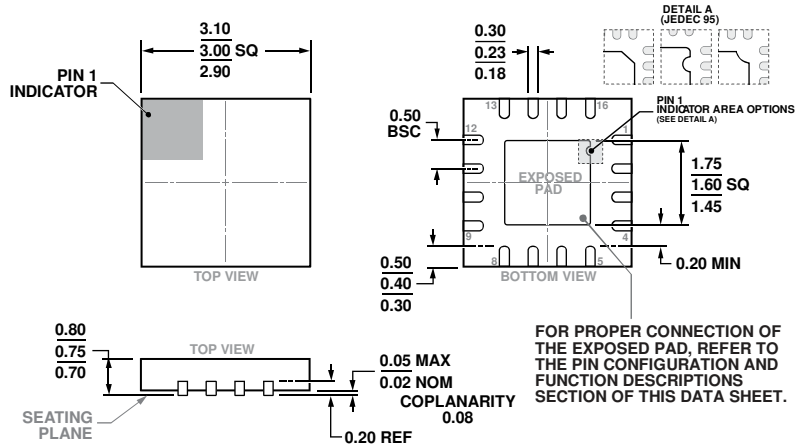 DETAIL A
(JEDEC 95)
3.10
3.00 SQ
2.90
0.30
0.23
0.18
PIN 1
INDICATOR
PIN 1
INDICATOR AREA OPTIONS
(SEE DETAIL A)
13
16
12
1
0.50
BSC
EXPOSED
PAD
1.75
1.60 SQ
1.45
9
4
8
5
TOP VIEW
BOTTOM VIEW
0.50
0.40
0.30
0.20 MIN
0.80
0.75
0.70
TOP VIEW
0.05 MAX
0.02 NOM
COPLANARITY
0.08
SEATING
PLANE
0.20 REF
FOR PROPER CONNECTION OF
THE EXPOSED PAD, REFER TO
THE PIN CONFIGURATION AND
FUNCTION DESCRIPTIONS
SECTION OF THIS DATA SHEET.